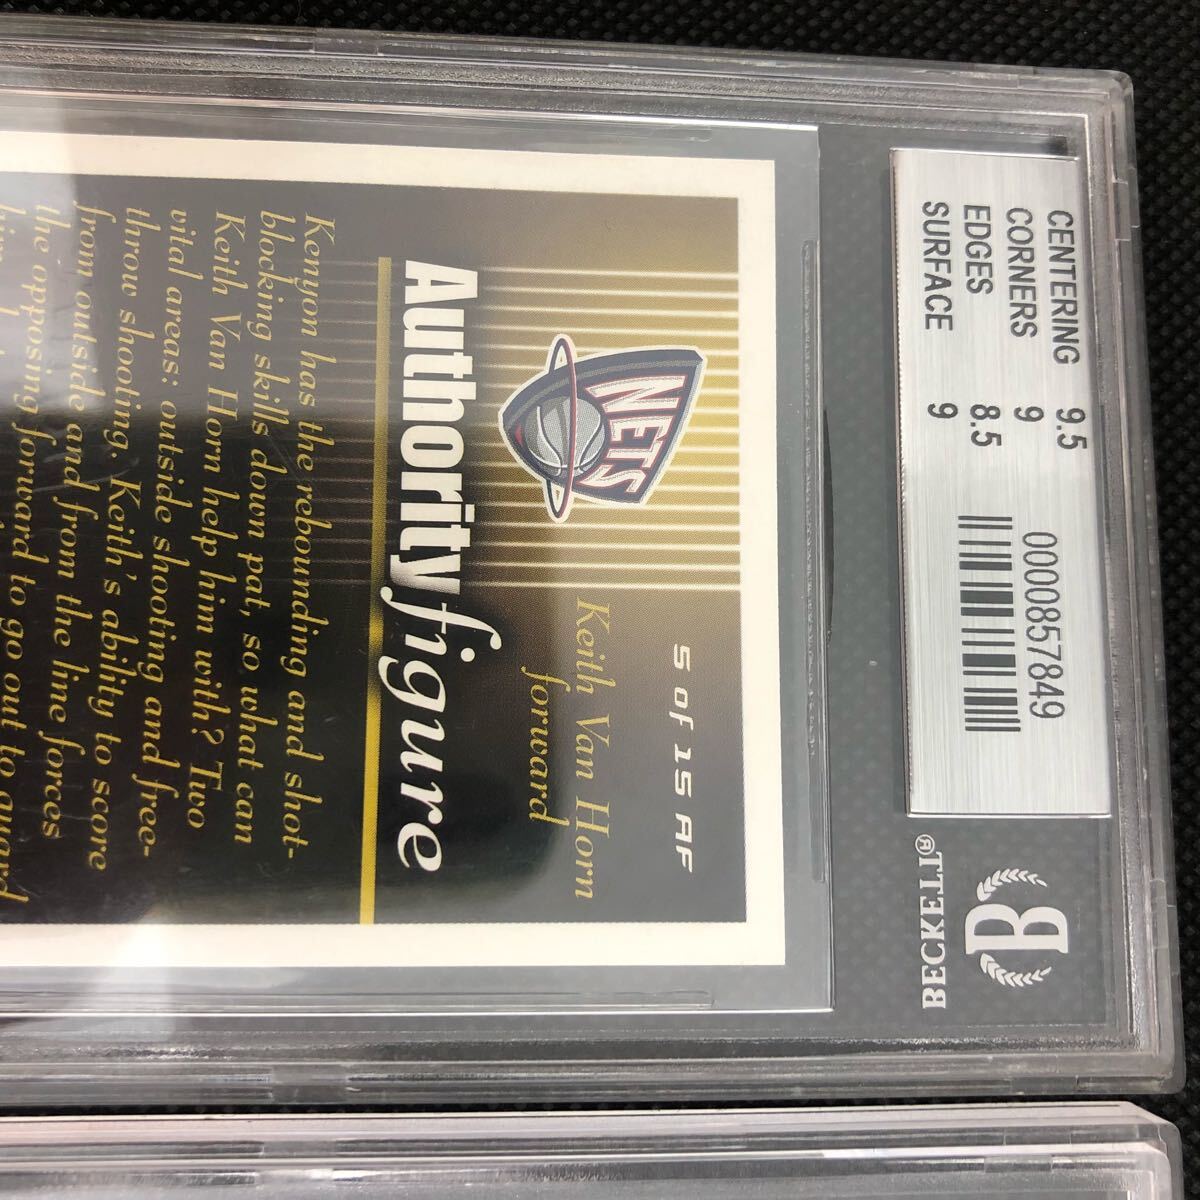 CENTERING 9.5
CORNERS 9
EDGES 8.5
SURFACE 9
0000857849
BECKETT®
B
5 OF 15 AF
Keith Van Horn
forward
NETS
Authority figure
Kenyon has the rebounding and shot-
blocking skills down pat, so what can
Keith Van Horn help him with? Two
vital areas: outside shooting and free-
throw shooting. Keith's ability to score
from outside and from the line forces
the opposing forward to go out to guard